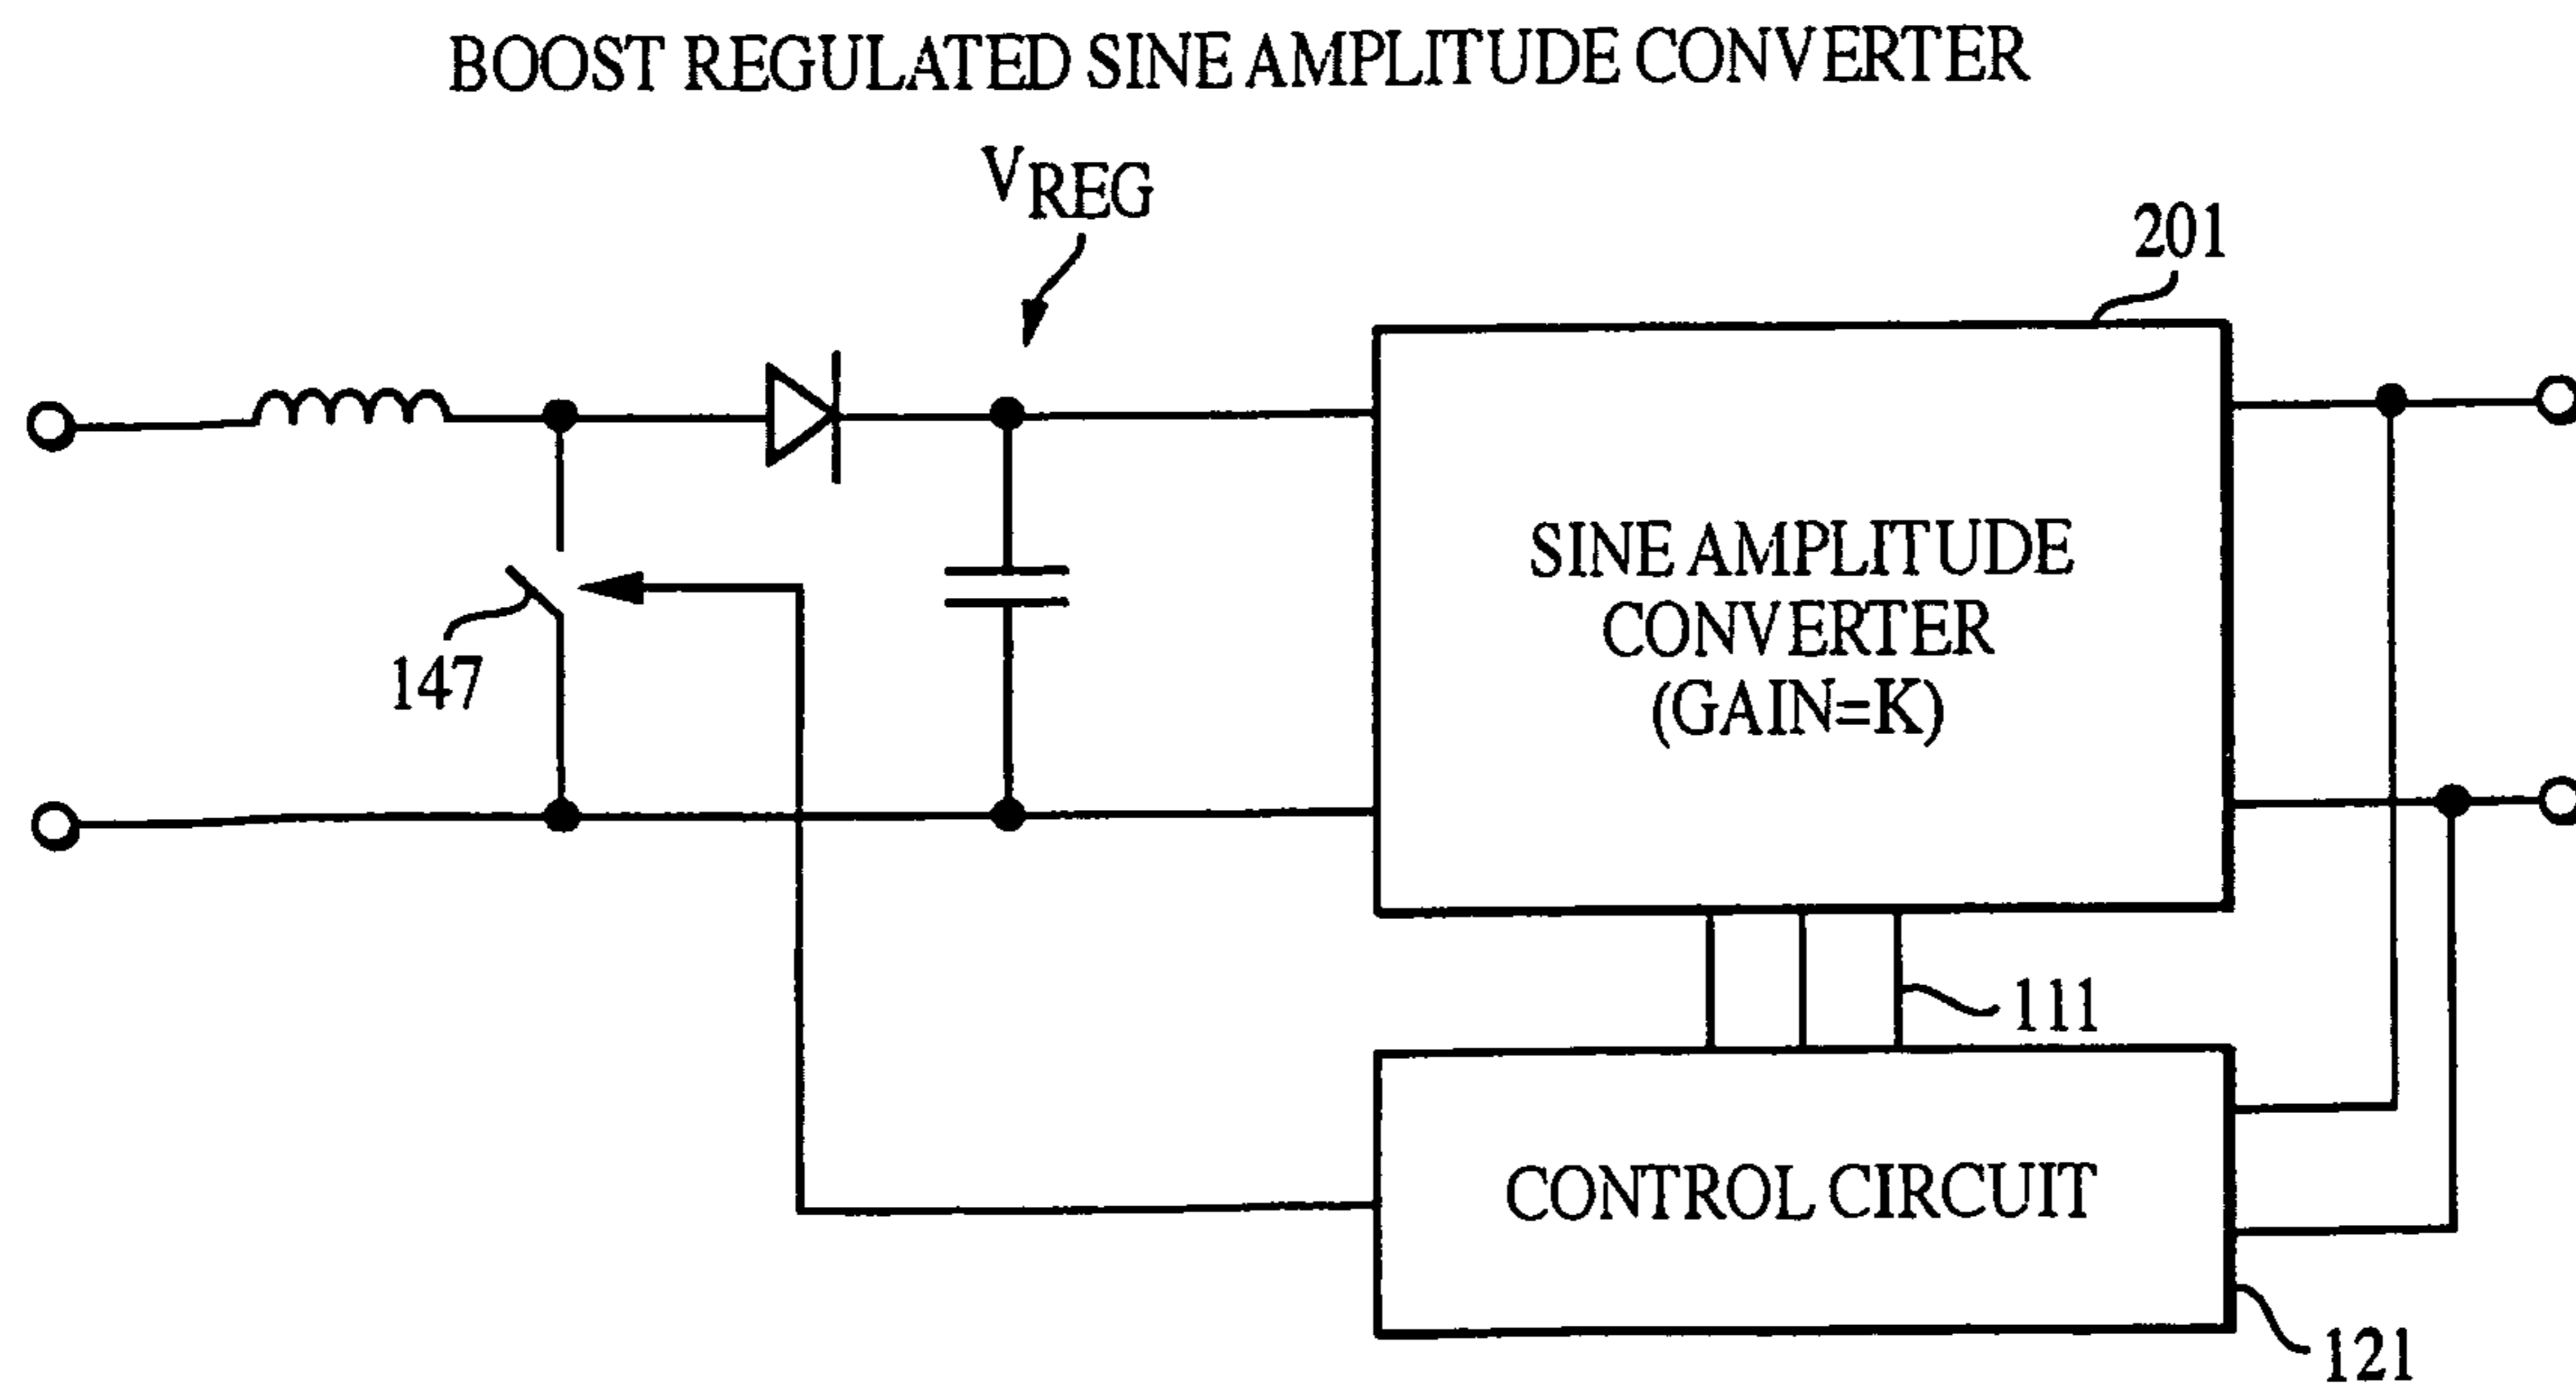 BOOST REGULATED SINE AMPLITUDE CONVERTER
VREG
201
147
SINE AMPLITUDE
CONVERTER
(GAIN=K)
111
CONTROL CIRCUIT
121